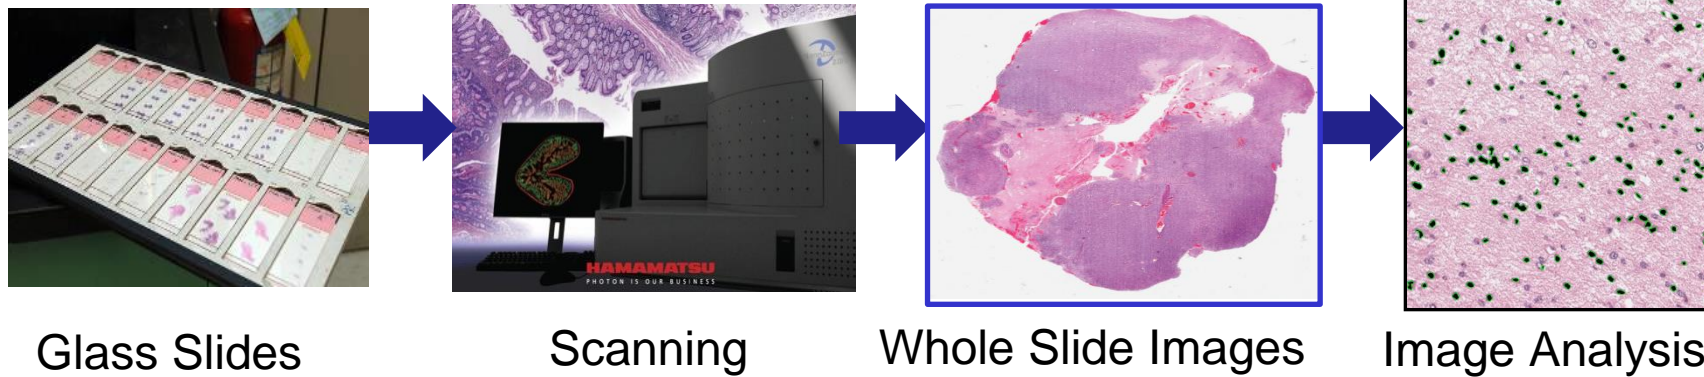 HAMAMATSU
PHOTON IS OUR BUSINESS
Glass Slides
Scanning
Whole Slide Images
Image Analysis